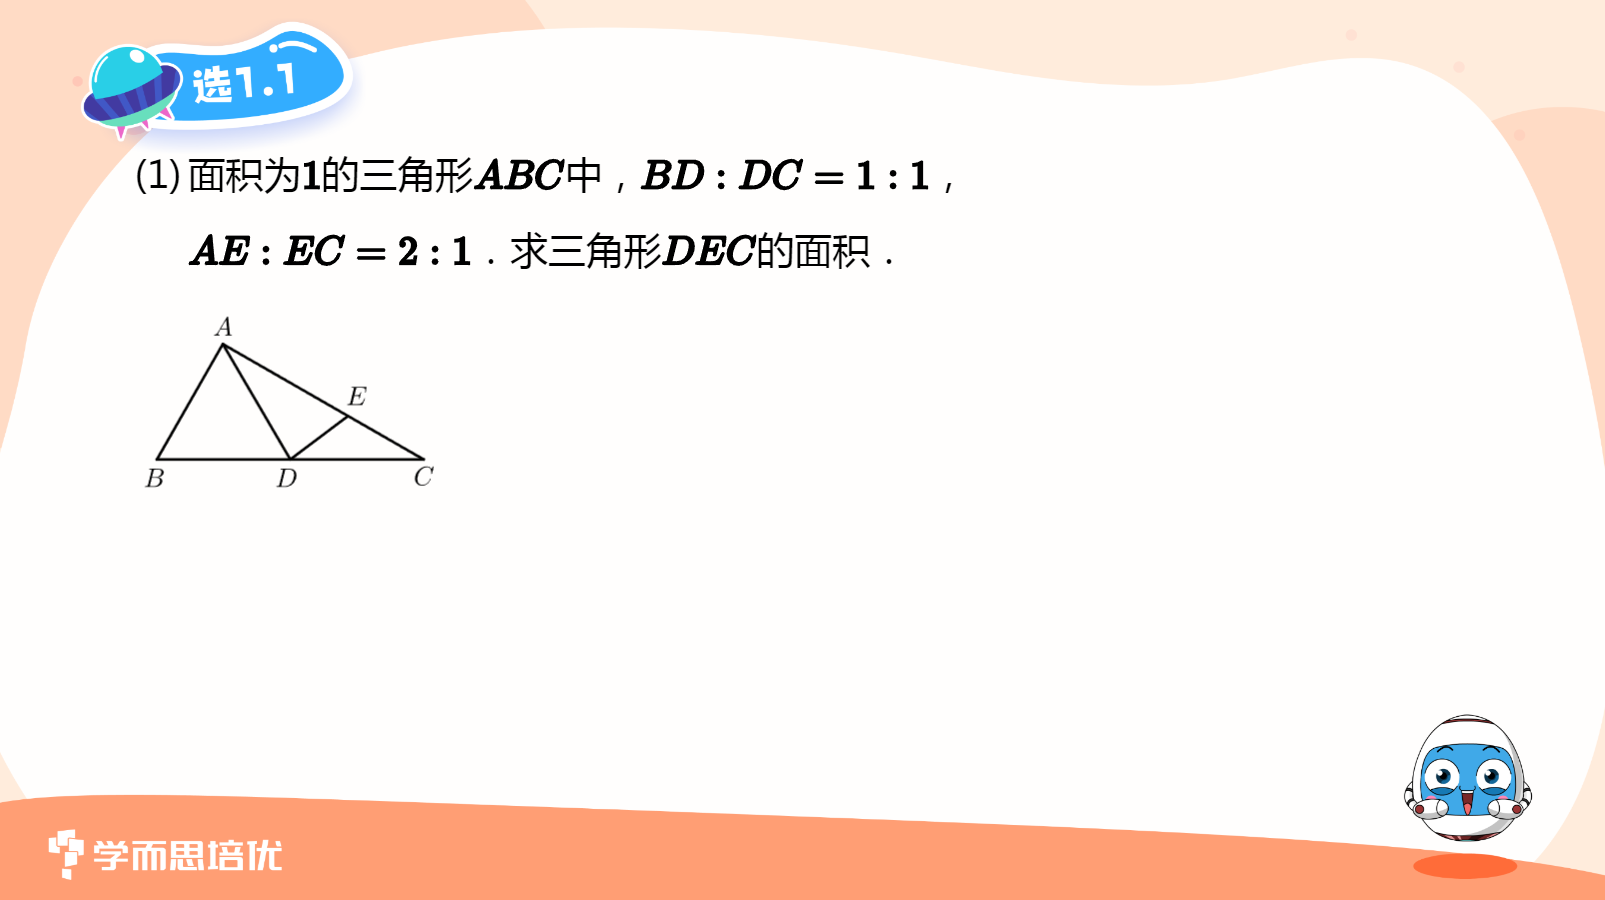 选1.1
(1) 面积为1的三角形ABC中，BD : DC = 1 : 1，
AE : EC = 2 : 1．求三角形DEC的面积．
A
E
B
D
C
学而思培优